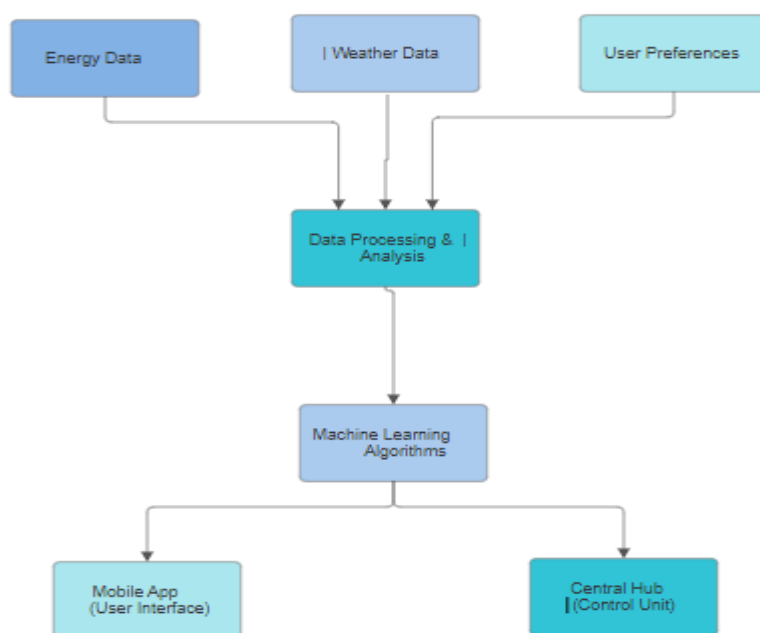 Energy Data
| Weather Data
User Preferences
Data Processing & |
Analysis
Machine Learning
Algorithms
Mobile App
(User Interface)
Central Hub
|(Control Unit)